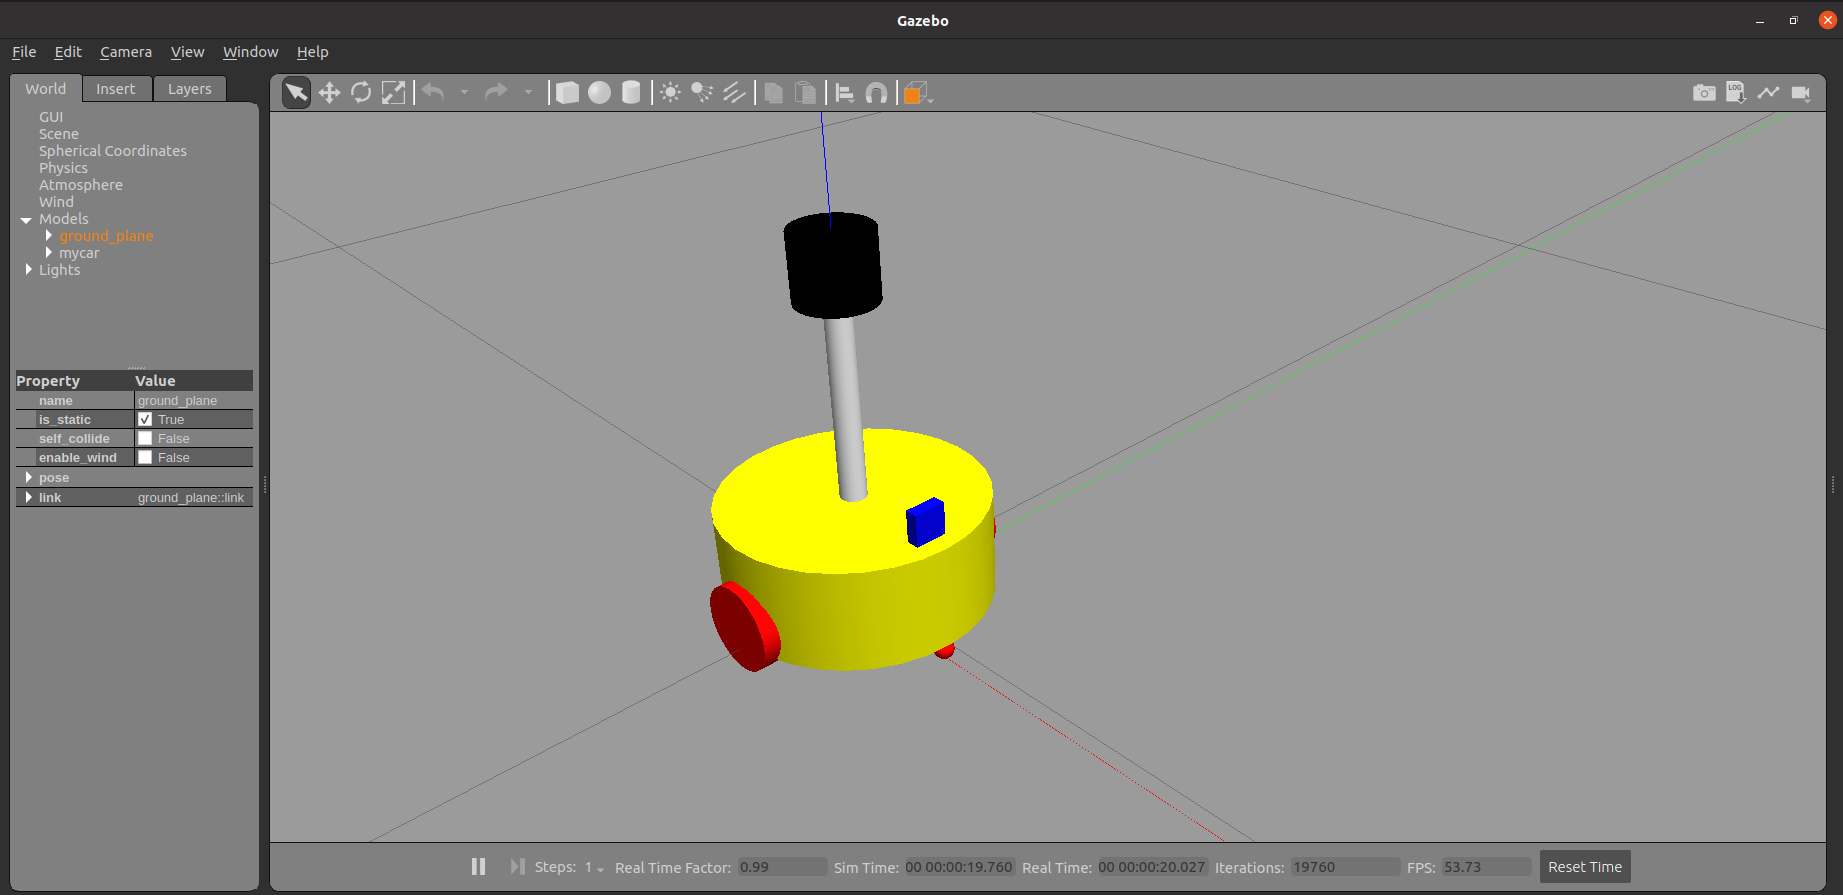 Gazebo
File Edit Camera View Window Help
World Insert Layers
GUI
Scene
Spherical Coordinates
Physics
Atmosphere
Wind
Models
ground_plane
mycar
Lights
Property Value
name ground_plane
is_static True
self_collide False
enable_wind False
pose
link ground_plane::link
LOG
Steps: 1 Real Time Factor: 0.99 Sim Time: 00 00:00:19.760 Real Time: 00 00:00:20.027 Iterations: 19760 FPS: 53.73 Reset Time